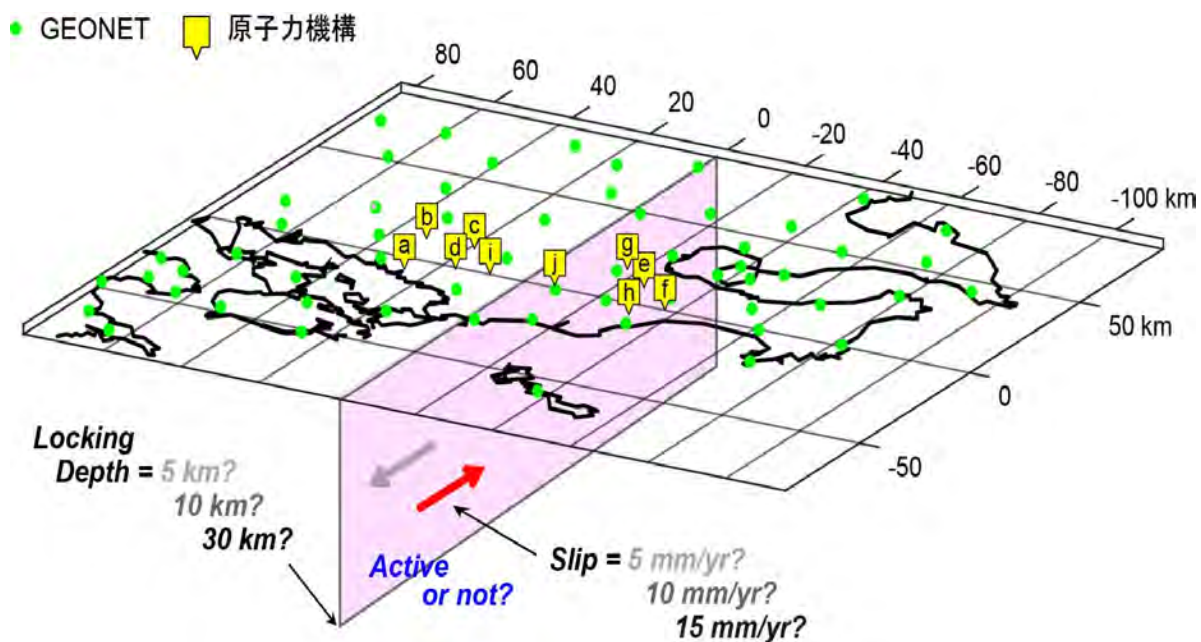 GEONET 原子力機構
80
60
40
20
0
-20
-40
-60
-80
-100 km
b
c
a
d
i
j
g
e
h
f
50 km
0
-50
Locking
Depth = 5 km?
10 km?
30 km?
Active
or not?
Slip = 5 mm/yr?
10 mm/yr?
15 mm/yr?